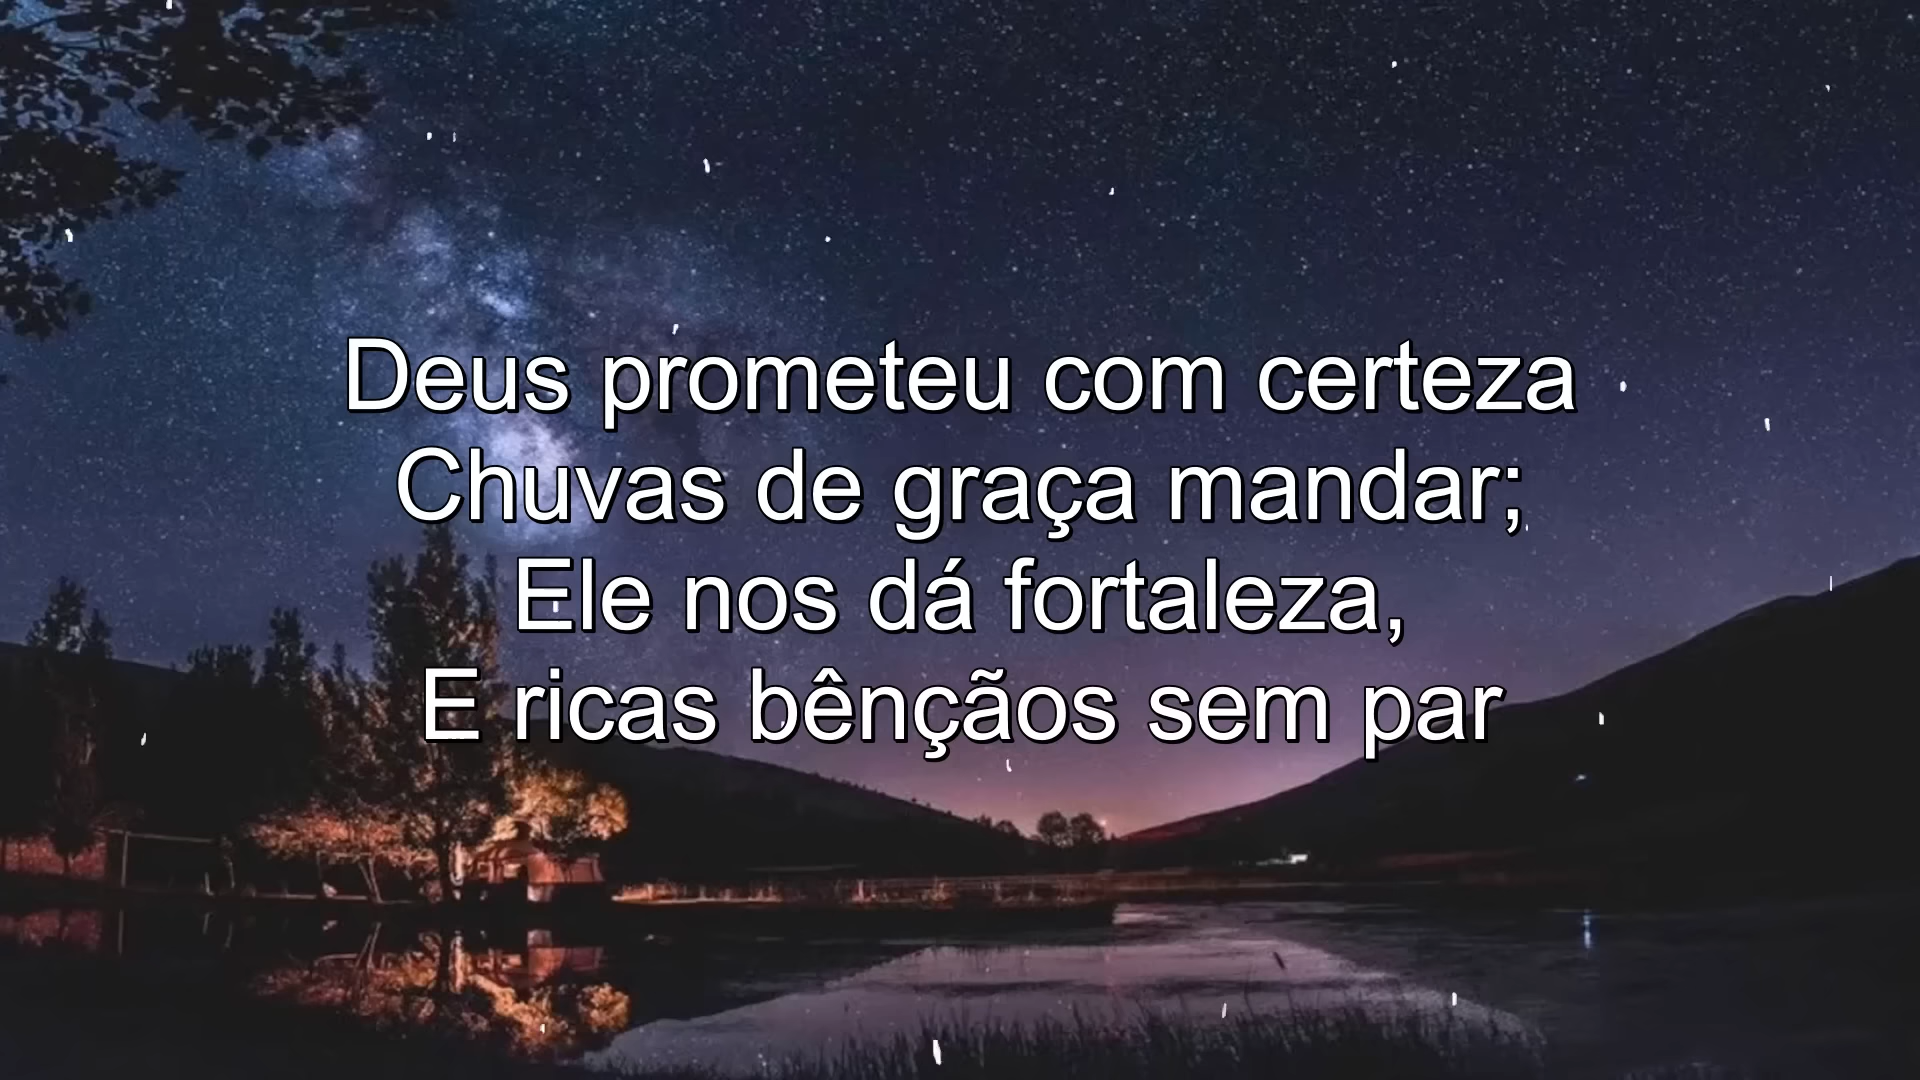 Deus prometeu com certeza
Chuvas de graça mandar;
Ele nos dá fortaleza,
E ricas bênçãos sem par